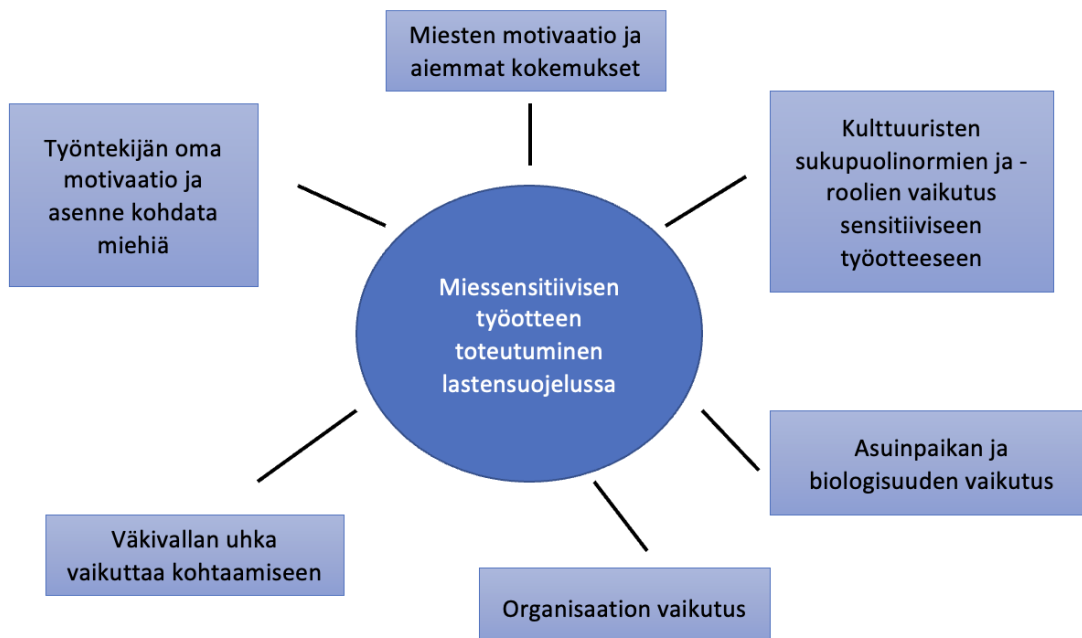 Miesten motivaatio ja
aiemmat kokemukset
Työntekijän oma
motivaatio ja
asenne kohdata
miehiä
Kulttuuristen
sukupuolinormien ja -
roolien vaikutus
sensitiiviseen
työotteeseen
Miessensitiivisen
työotteen
toteutuminen
lastensuojelussa
Asuinpaikan ja
biologisuuden vaikutus
Väkivallan uhka
vaikuttaa kohtaamiseen
Organisaation vaikutus